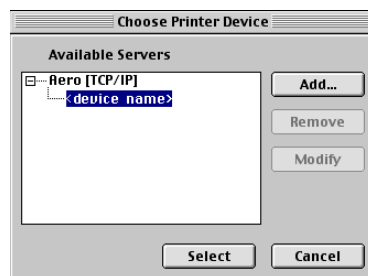 Choose Printer Device
Available Servers
Aero [TCP/IP]
<device name>
Add...
Remove
Modify
Select
Cancel